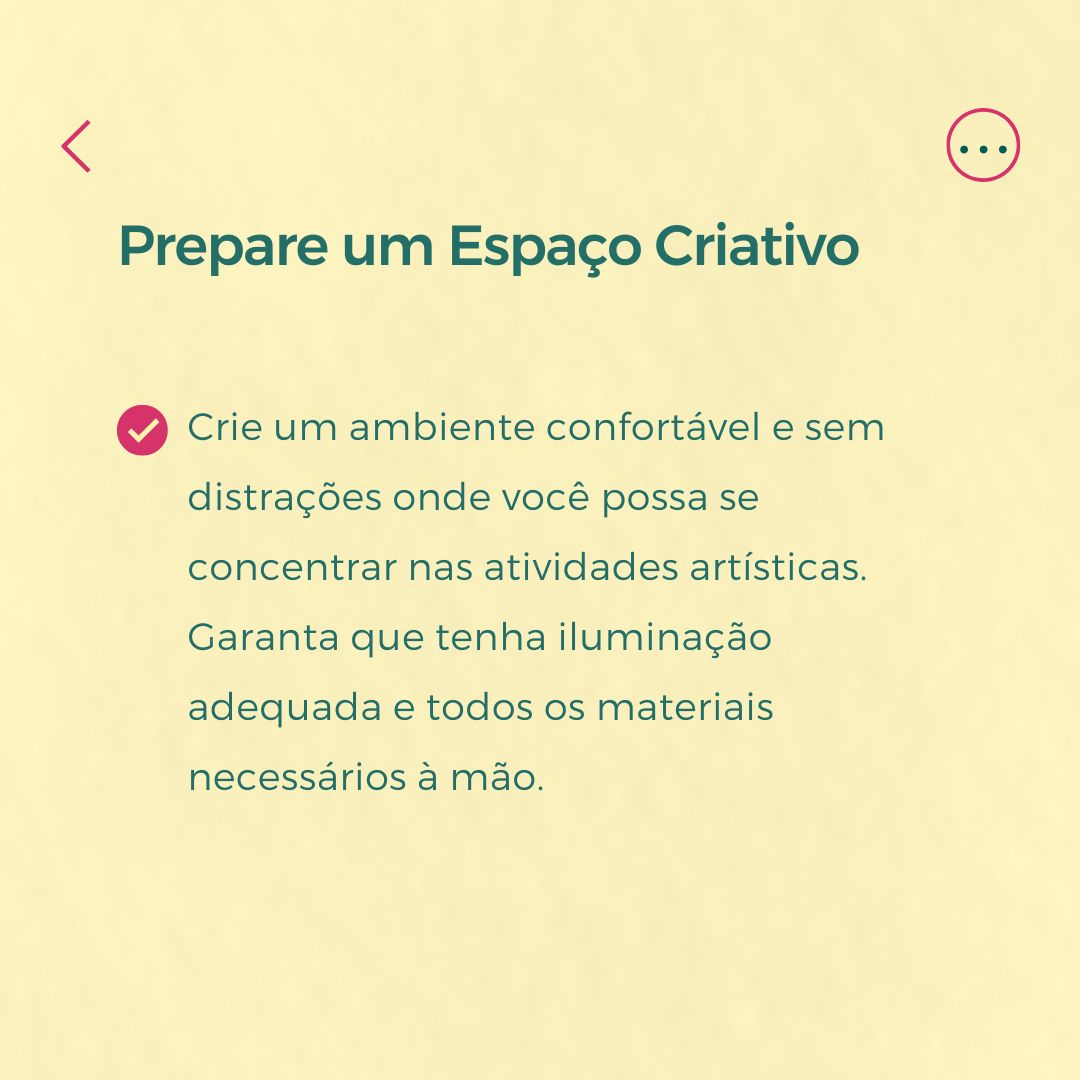 Prepare um Espaço Criativo
Crie um ambiente confortável e sem
distrações onde você possa se
concentrar nas atividades artísticas.
Garanta que tenha iluminação
adequada e todos os materiais
necessários à mão.